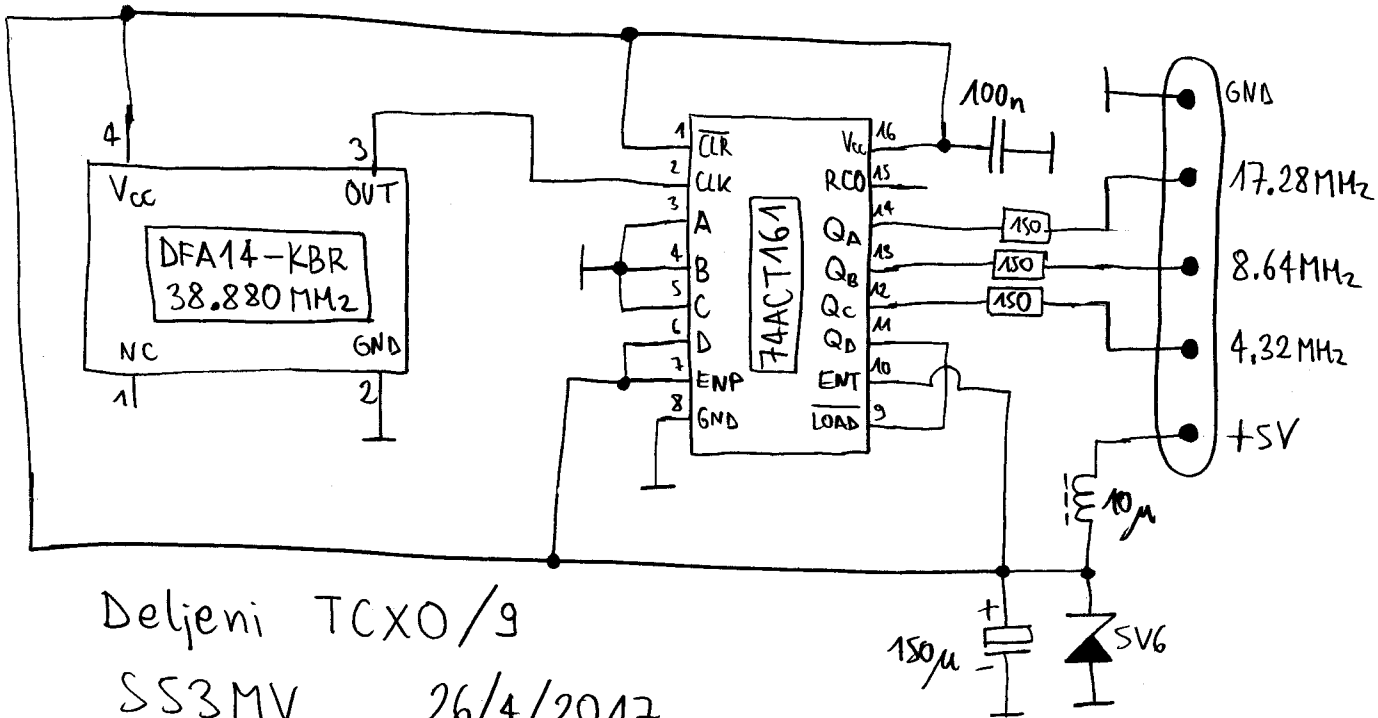 4
3
VCC
OUT
DFA14-KBR
38.880MHz
NC
GND
1
2
1
2
3
4
5
6
7
8
C̅L̅R̅
CLK
A
B
C
D
ENP
GND
74ACT161
Vcc
RCO
QA
QB
QC
QD
ENT
L̅O̅A̅D̅
16
15
14
13
12
11
10
9
100n
150
150
150
GND
17.28MHz
8.64MHz
4.32MHz
+5V
10μ
+
150μ
-
5V6
Deljeni TCXO/9
S53MV 26/4/2017